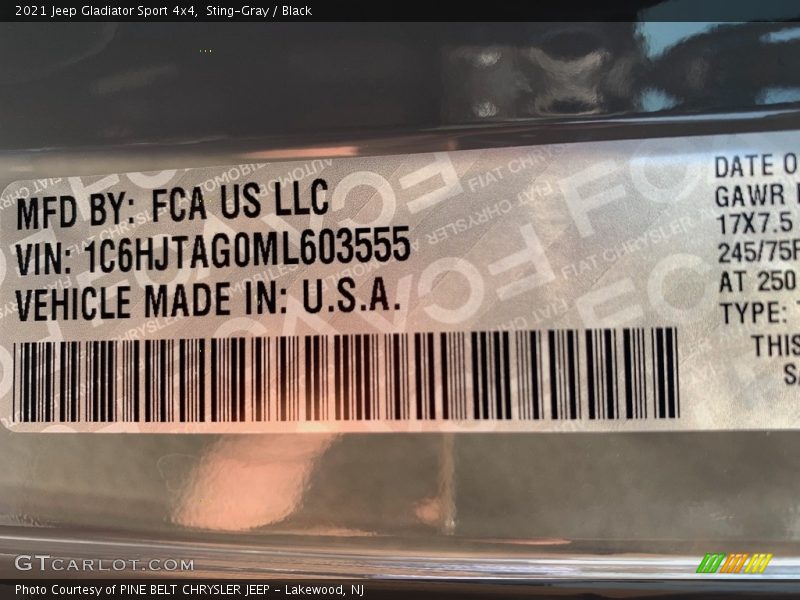 2021 Jeep Gladiator Sport 4x4,  Sting-Gray / Black
MFD BY: FCA US LLC
VIN: 1C6HJTAG0ML603555
VEHICLE MADE IN: U.S.A.
DATE O
GAWR
17X7.5
245/75R
AT 250
TYPE:
THIS
SA
GTCARLOT.COM
Photo Courtesy of PINE BELT CHRYSLER JEEP - Lakewood, NJ